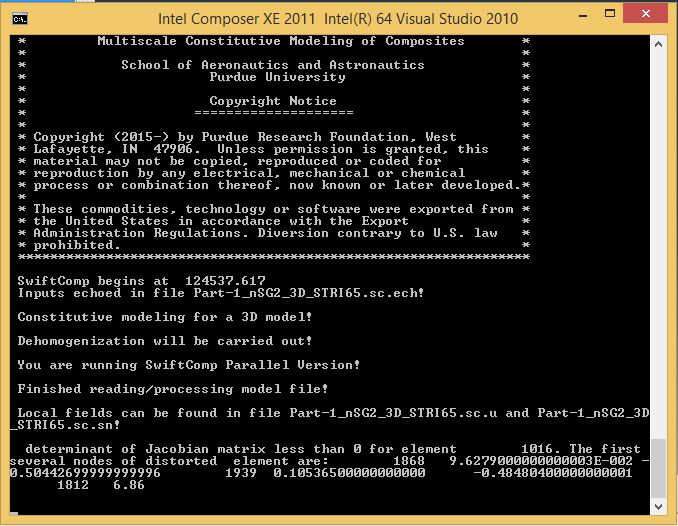 Intel Composer XE 2011  Intel(R) 64 Visual Studio 2010
*         Multiscale Constitutive Modeling of Composites       *
*                                                              *
*            School of Aeronautics and Astronautics            *
*                       Purdue University                      *
*                                                              *
*                       Copyright Notice                       *
*                     ====================                     *
*                                                              *
* Copyright (2015-) by Purdue Research Foundation, West        *
* Lafayette, IN  47906.  Unless permission is granted, this    *
* material may not be copied, reproduced or coded for          *
* reproduction by any electrical, mechanical or chemical       *
* process or combination thereof, now known or later developed.*
*                                                              *
* These commodities, technology or software were exported from *
* the United States in accordance with the Export              *
* Administration Regulations. Diversion contrary to U.S. law   *
* prohibited.                                                  *
****************************************************************
SwiftComp begins at  124537.617
Inputs echoed in file Part-1_nSG2_3D_STRI65.sc.ech!
Constitutive modeling for a 3D model!
Dehomogenization will be carried out!
You are running SwiftComp Parallel Version!
Finished reading/processing model file!
Local fields can be found in file Part-1_nSG2_3D_STRI65.sc.u and Part-1_nSG2_3D
_STRI65.sc.sn!
determinant of Jacobian matrix less than 0 for element        1016. The first
several nodes of distorted  element are:        1868   9.6279000000000003E-002 -
0.50442699999999996        1939  0.10536500000000000      -0.48480400000000001
1812   6.86